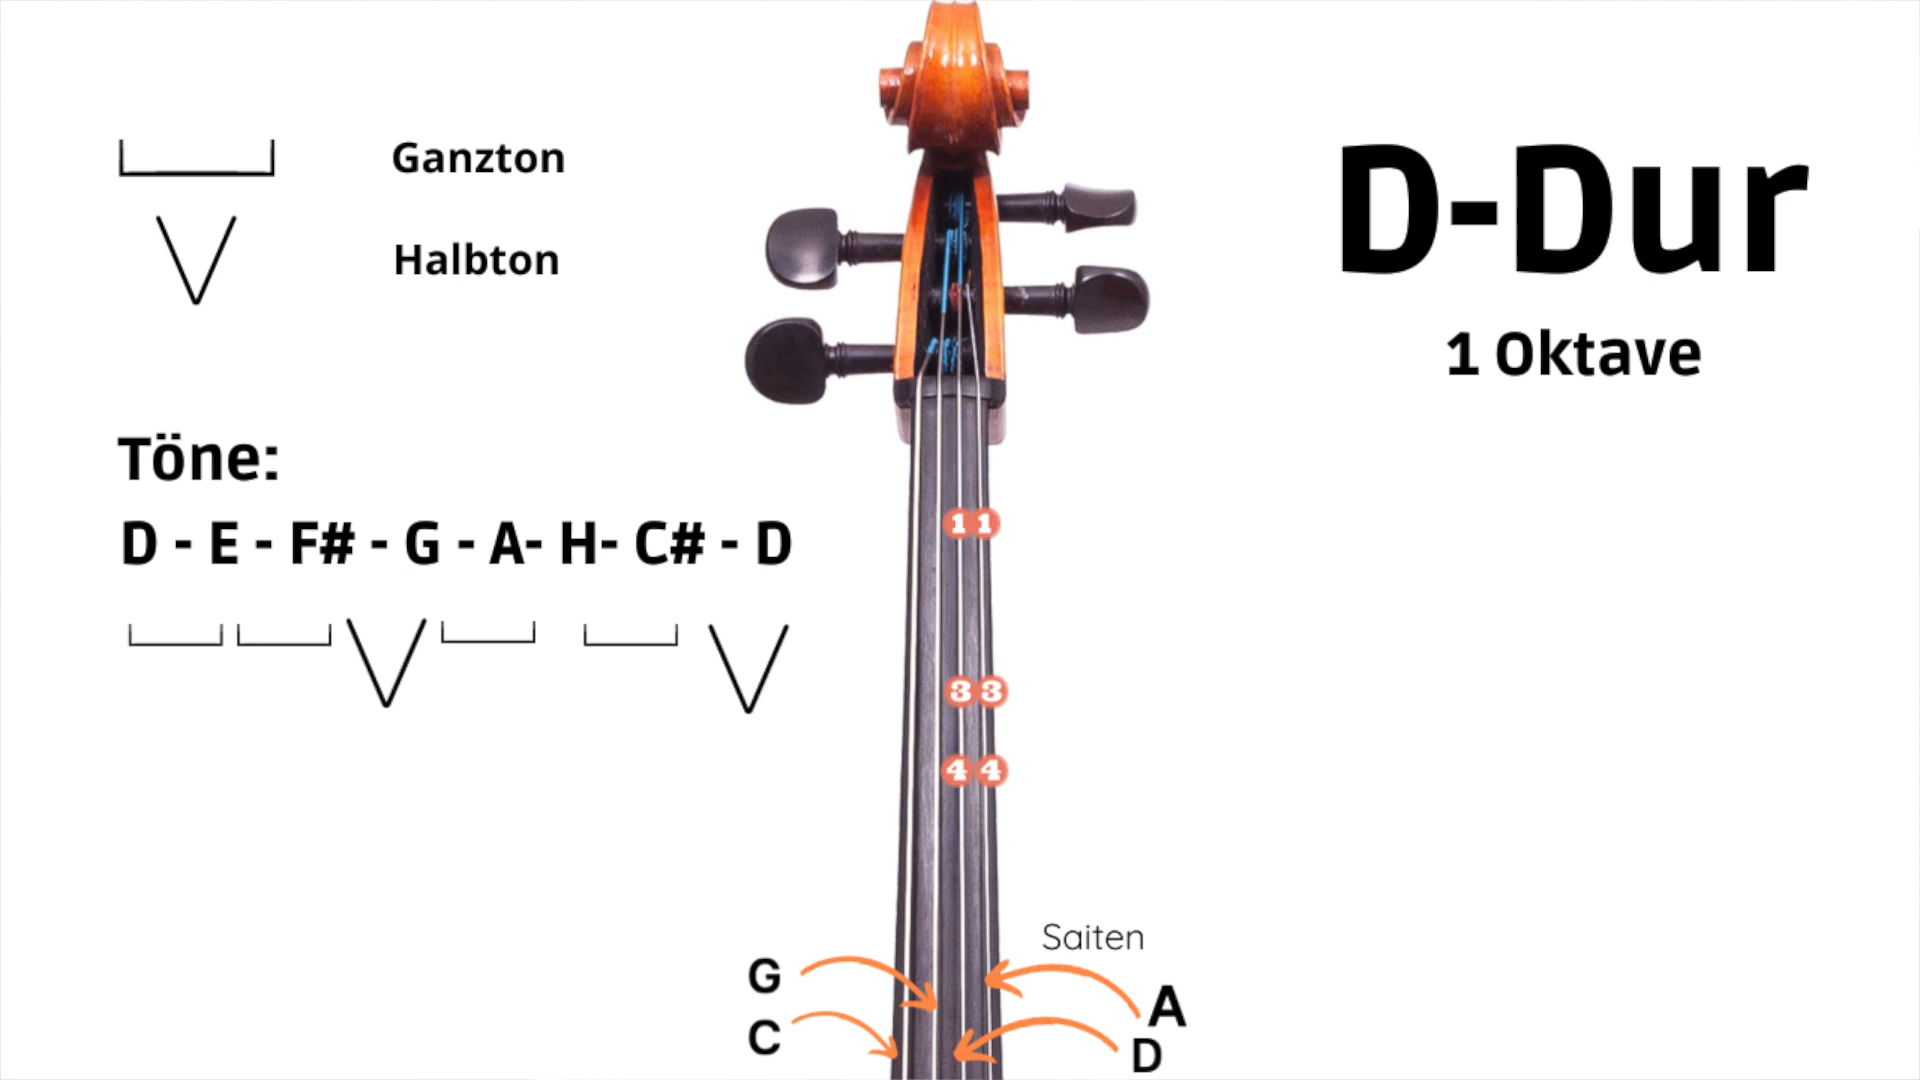 Ganzton
Halbton
D-Dur
1 Oktave
Töne:
D - E - F# - G - A- H- C# - D
1 1
3 3
4 4
Saiten
G
A
C
D